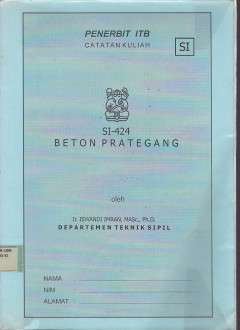 PENERBIT ITB
CATATAN KULIAH
SI
SI-424
BETON PRATEGANG
oleh
Ir. ISWANDI IMRAN, MASc., Ph.D.
DEPARTEMEN TEKNIK SIPIL
NAMA
NIM
ALAMAT